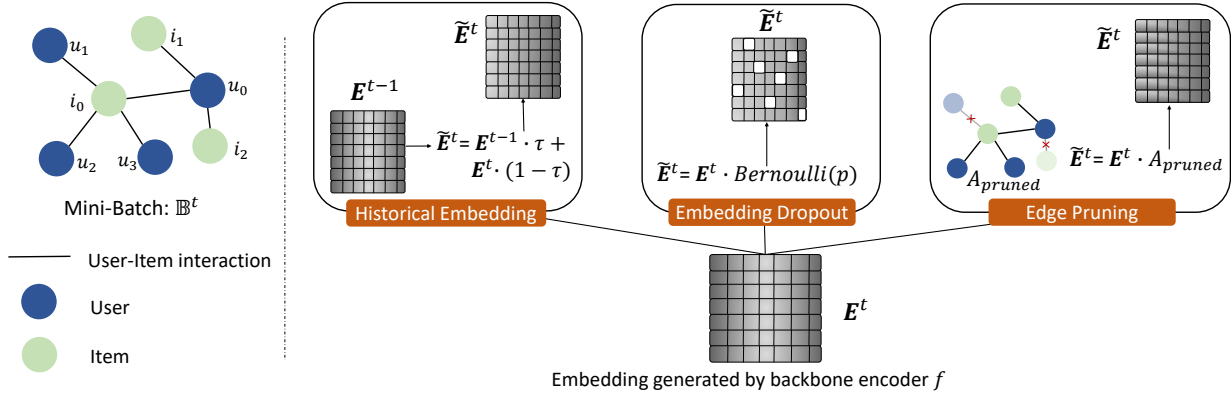 u₁
i₁
i₀
u₀
u₂
u₃
i₂
Mini-Batch: 𝔹ᵗ
User-Item interaction
User
Item
Ẽᵗ
Eᵗ⁻¹
Ẽᵗ= Eᵗ⁻¹ · τ +
Eᵗ· (1 − τ)
Historical Embedding
Ẽᵗ
Ẽᵗ= Eᵗ · Bernoulli(p)
Embedding Dropout
Ẽᵗ
Ẽᵗ= Eᵗ · A_pruned
A_pruned
Edge Pruning
Eᵗ
Embedding generated by backbone encoder f